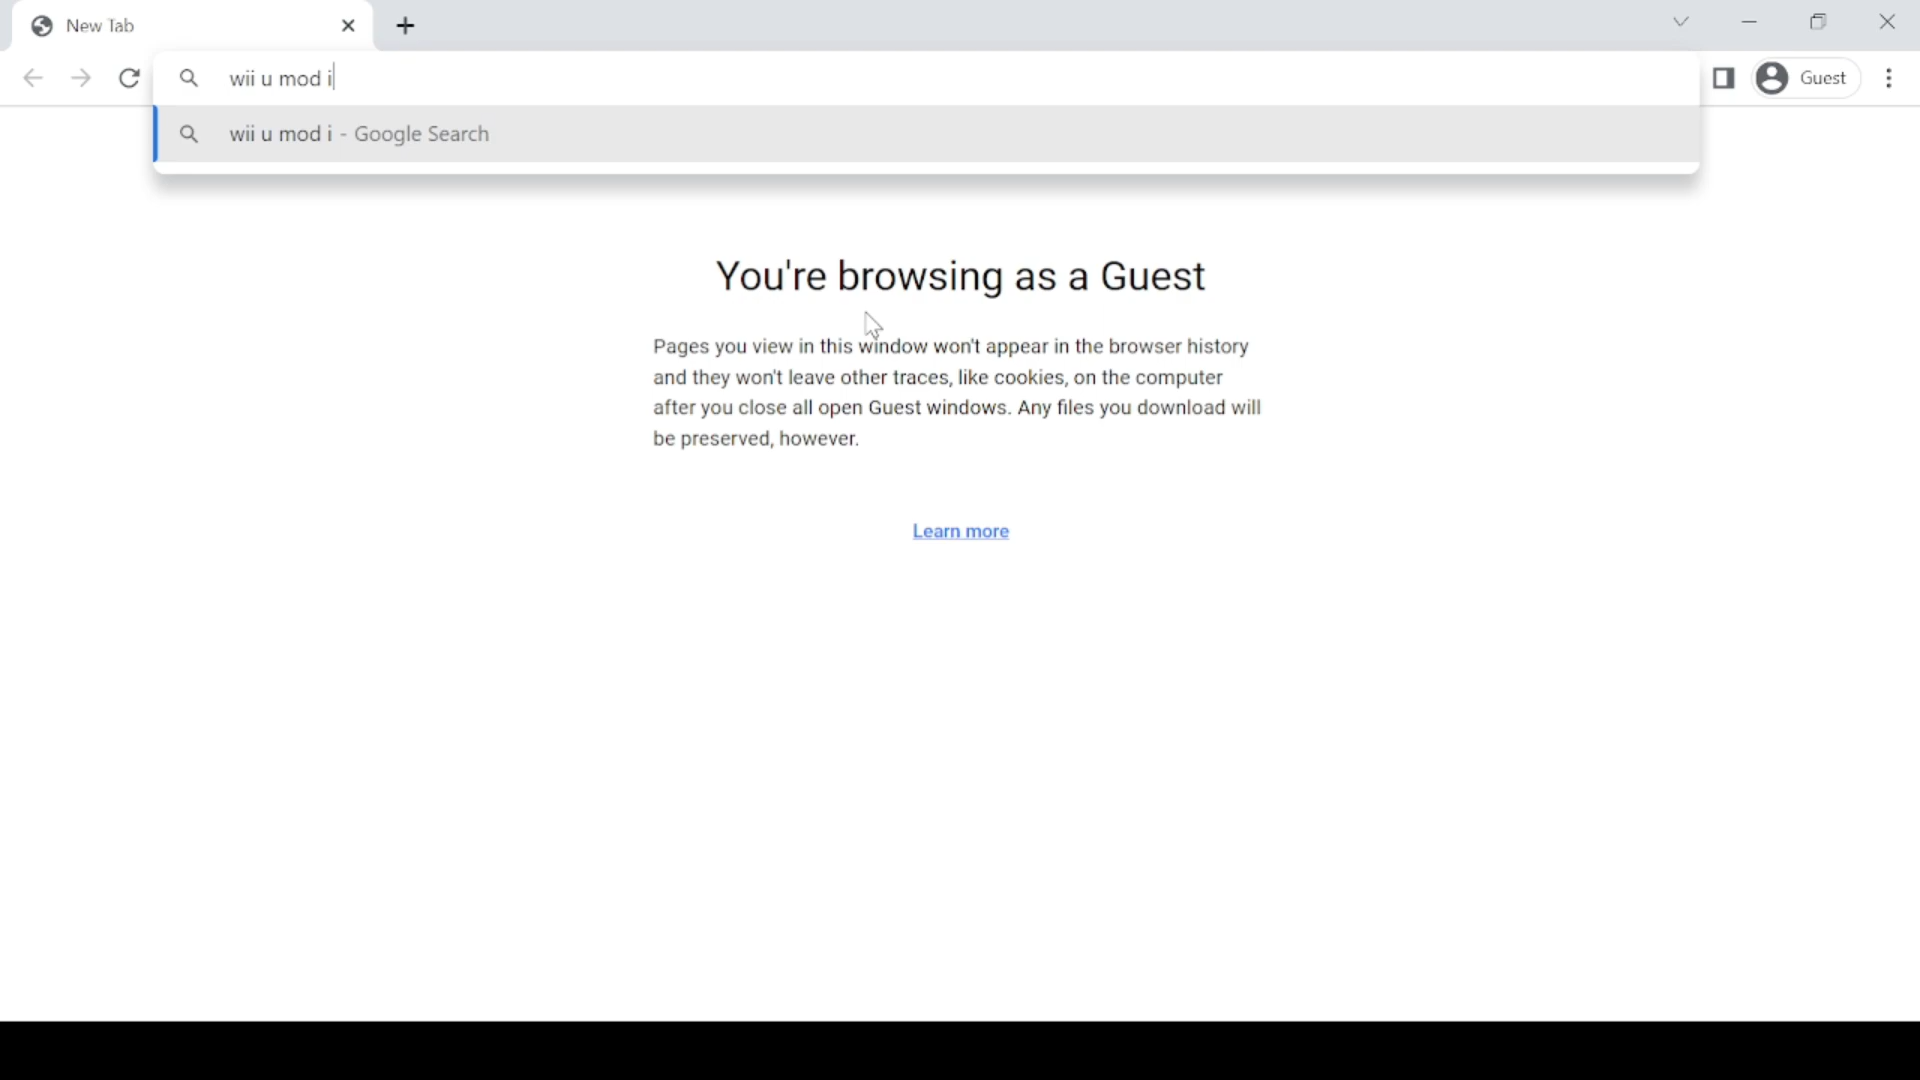 New Tab
wii u mod i
Guest
wii u mod i - Google Search
You're browsing as a Guest
Pages you view in this window won't appear in the browser history
and they won't leave other traces, like cookies, on the computer
after you close all open Guest windows. Any files you download will
be preserved, however.
Learn more